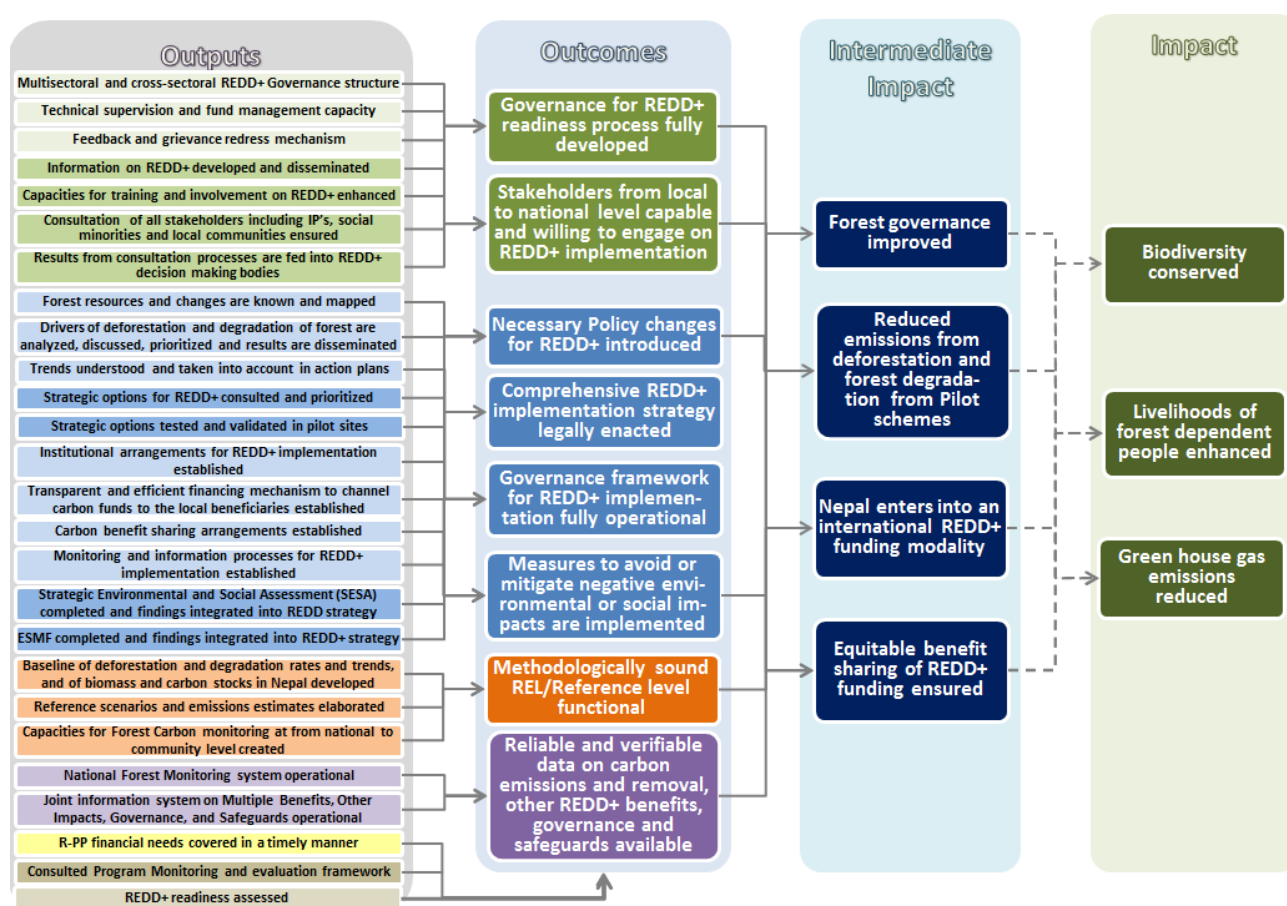 Outputs
Multisectoral and cross-sectoral REDD+ Governance structure
Technical supervision and fund management capacity
Feedback and grievance redress mechanism
Information on REDD+ developed and disseminated
Capacities for training and involvement on REDD+ enhanced
Consultation of all stakeholders including IP's, social
minorities and local communities ensured
Results from consultation processes are fed into REDD+
decision making bodies
Forest resources and changes are known and mapped
Drivers of deforestation and degradation of forest are
analyzed, discussed, prioritized and results are disseminated
Trends understood and taken into account in action plans
Strategic options for REDD+ consulted and prioritized
Strategic options tested and validated in pilot sites
Institutional arrangements for REDD+ implementation
established
Transparent and efficient financing mechanism to channel
carbon funds to the local beneficiaries established
Carbon benefit sharing arrangements established
Monitoring and information processes for REDD+
implementation established
Strategic Environmental and Social Assessment (SESA)
completed and findings integrated into REDD strategy
ESMF completed and findings integrated into REDD+ strategy
Baseline of deforestation and degradation rates and trends,
and of biomass and carbon stocks in Nepal developed
Reference scenarios and emissions estimates elaborated
Capacities for Forest Carbon monitoring at from national to
community level created
National Forest Monitoring system operational
Joint information system on Multiple Benefits, Other
Impacts, Governance, and Safeguards operational
R-PP financial needs covered in a timely manner
Consulted Program Monitoring and evaluation framework
REDD+ readiness assessed
Outcomes
Governance for REDD+
readiness process fully
developed
Stakeholders from local
to national level capable
and willing to engage on
REDD+ implementation
Necessary Policy changes
for REDD+ introduced
Comprehensive REDD+
implementation strategy
legally enacted
Governance framework
for REDD+ implemen-
tation fully operational
Measures to avoid or
mitigate negative envi-
ronmental or social im-
pacts are implemented
Methodologically sound
REL/Reference level
functional
Reliable and verifiable
data on carbon
emissions and removal,
other REDD+ benefits,
governance and
safeguards available
Intermediate
Impact
Forest governance
improved
Reduced
emissions from
deforestation and
forest degrada-
tion from Pilot
schemes
Nepal enters into an
international REDD+
funding modality
Equitable benefit
sharing of REDD+
funding ensured
Impact
Biodiversity
conserved
Livelihoods of
forest dependent
people enhanced
Green house gas
emissions
reduced